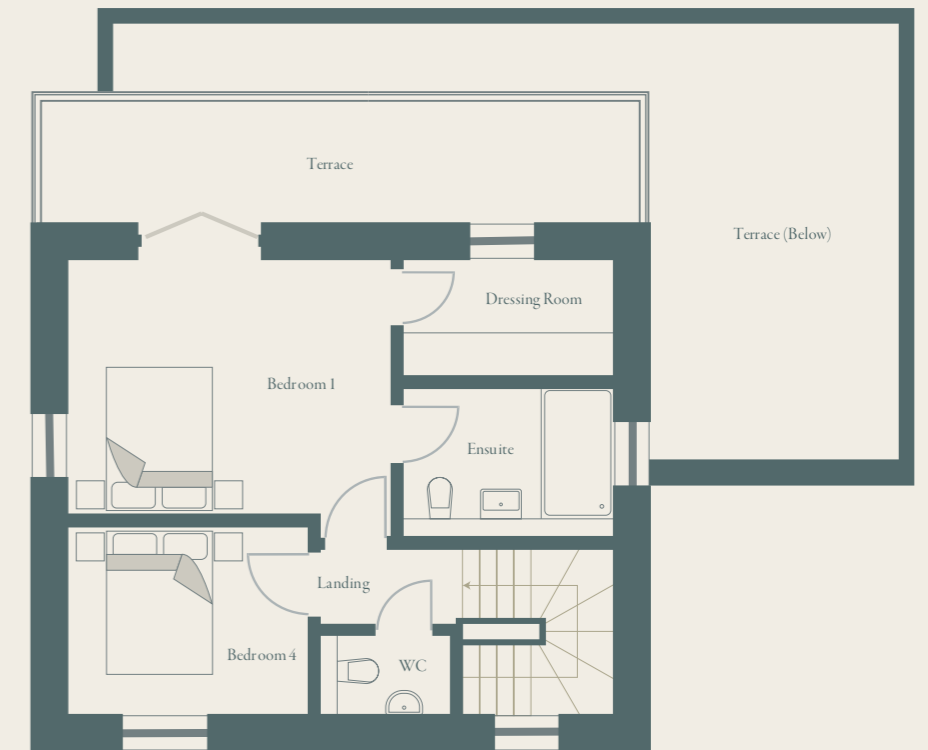 Terrace
Terrace (Below)
Dressing Room
Bedroom 1
Ensuite
Landing
Bedroom 4
WC